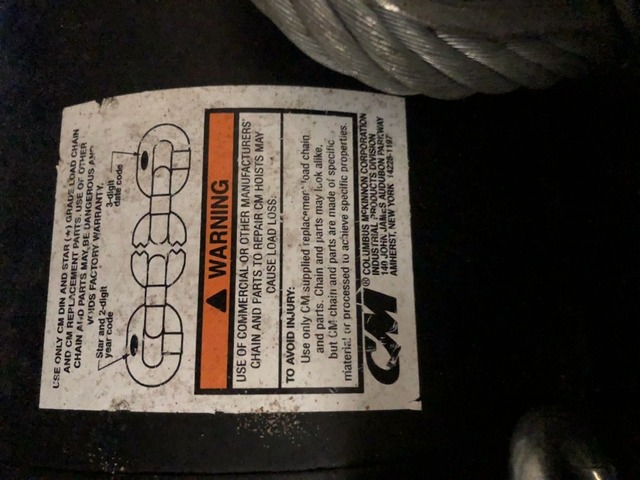 USE ONLY CM DIN AND STAR (★) GRADE LOAD CHAIN
AND CM REPLACEMENT PARTS. USE OF OTHER
CHAIN AND PARTS MAY BE DANGEROUS AND
VOIDS FACTORY WARRANTY.
Star and 2-digit
year code
3-digit
date code
WARNING
USE OF COMMERCIAL OR OTHER MANUFACTURERS'
CHAIN AND PARTS TO REPAIR CM HOISTS MAY
CAUSE LOAD LOSS.
TO AVOID INJURY:
Use only CM supplied replacement load chain
and parts. Chain and parts may look alike,
but CM chain and parts are made of specific
material or processed to achieve specific properties.
CM®
COLUMBUS McKINNON CORPORATION
INDUSTRIAL PRODUCTS DIVISION
140 JOHN JAMES AUDUBON PARKWAY
AMHERST, NEW YORK 14228-1197